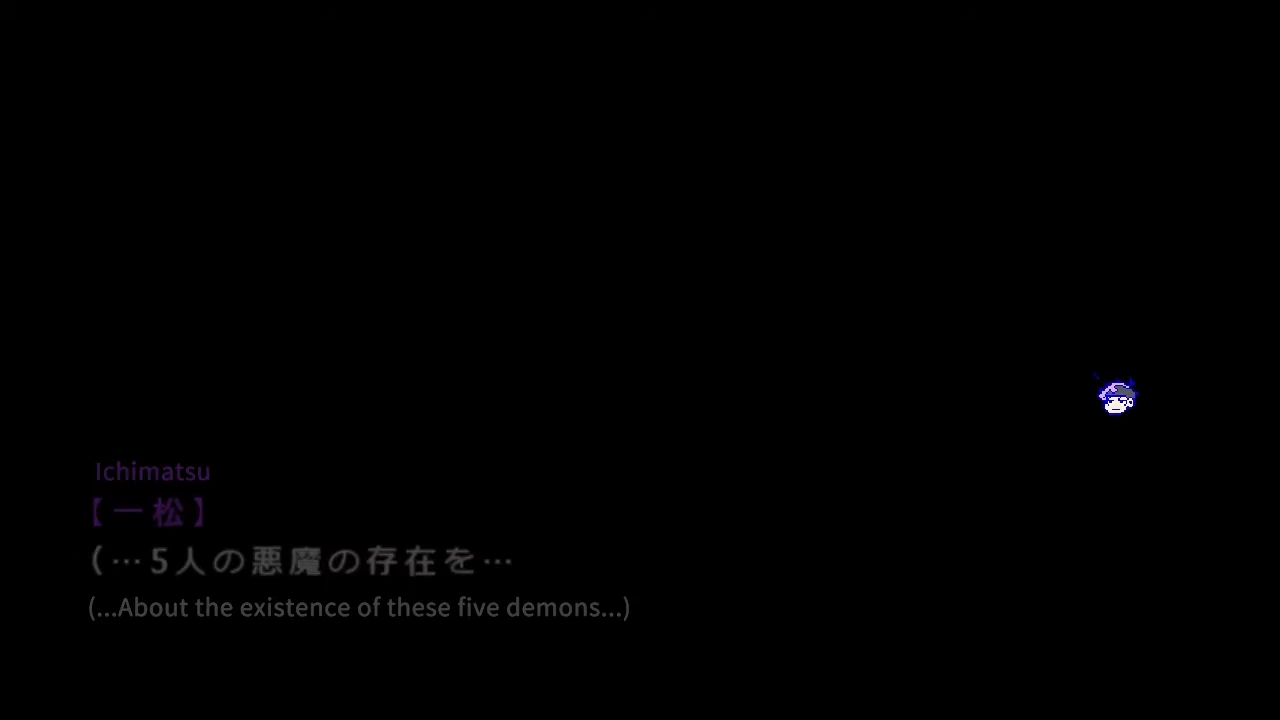 Ichimatsu
【一松】
(…5人の悪魔の存在を…
(...About the existence of these five demons...)